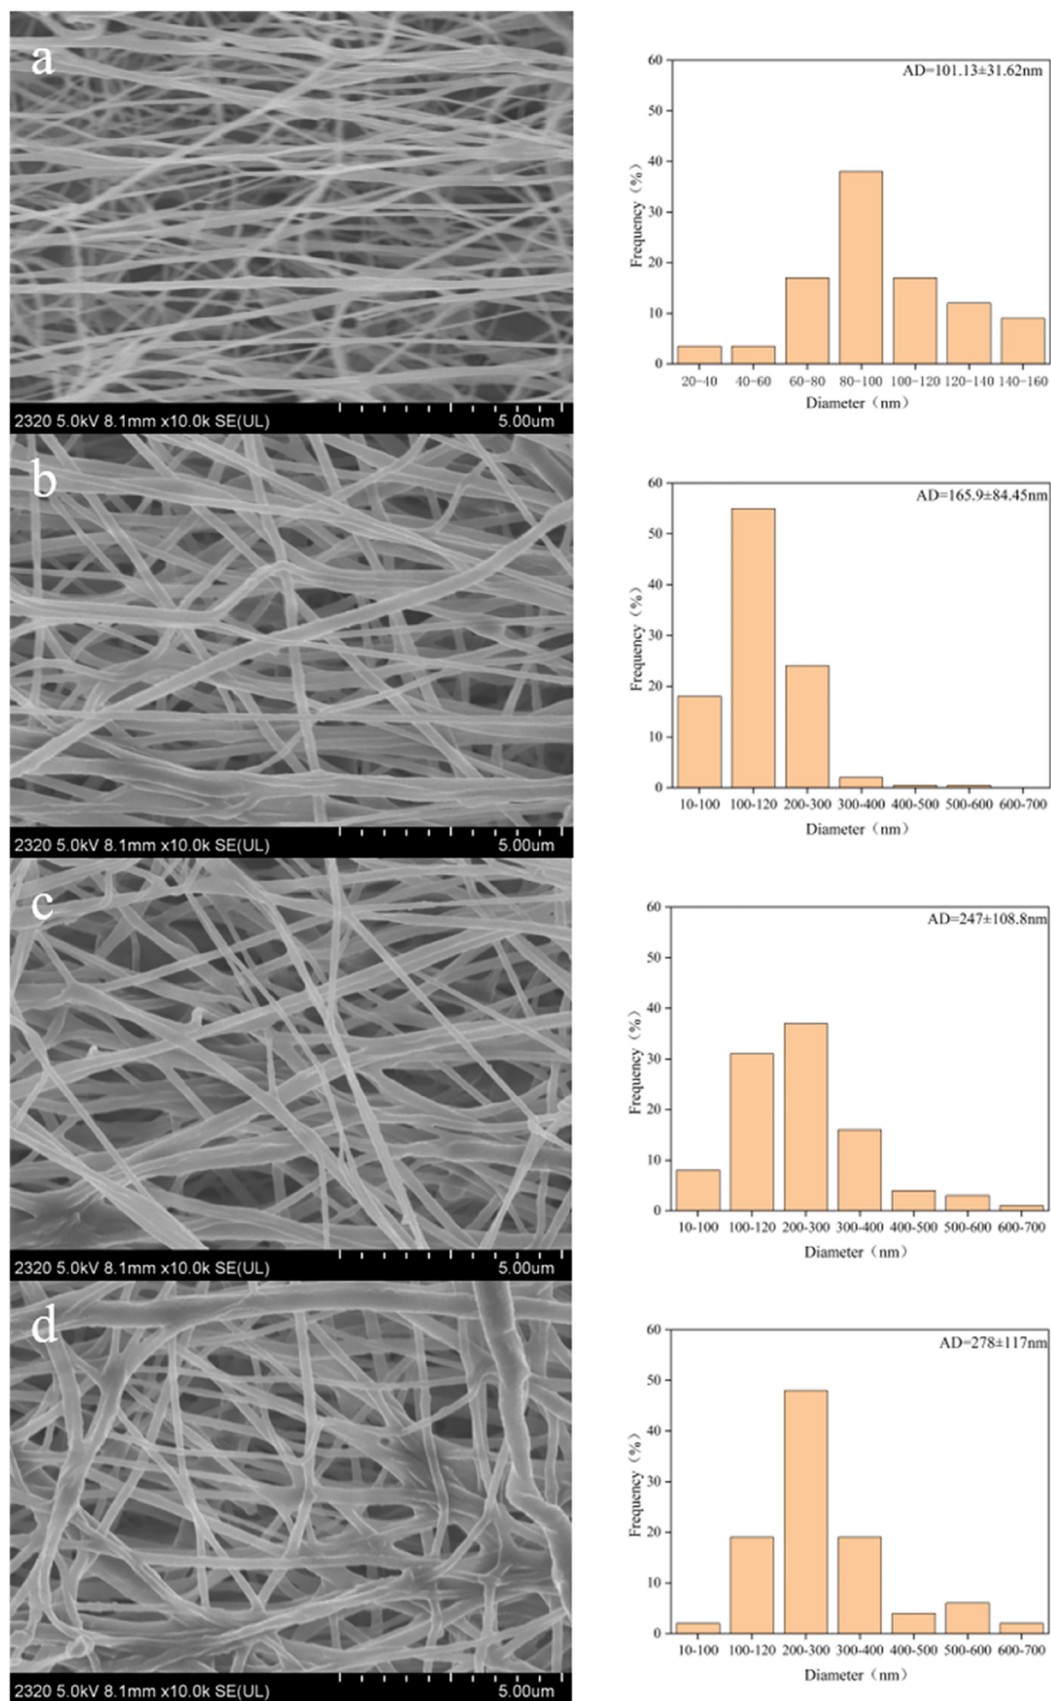 a
AD=101.13±31.62nm
60
50
40
30
20
10
0
Frequency（%）
20-40 40-60 60-80 80-100 100-120 120-140 140-160
Diameter（nm）
2320 5.0kV 8.1mm x10.0k SE(UL) 5.00um
b
AD=165.9±84.45nm
60
50
40
30
20
10
0
Frequency（%）
10-100 100-120 200-300 300-400 400-500 500-600 600-700
Diameter（nm）
2320 5.0kV 8.1mm x10.0k SE(UL) 5.00um
c
AD=247±108.8nm
60
50
40
30
20
10
0
Frequency（%）
10-100 100-120 200-300 300-400 400-500 500-600 600-700
Diameter（nm）
2320 5.0kV 8.1mm x10.0k SE(UL) 5.00um
d
AD=278±117nm
60
50
40
30
20
10
0
Frequency（%）
10-100 100-120 200-300 300-400 400-500 500-600 600-700
Diameter（nm）
2320 5.0kV 8.1mm x10.0k SE(UL) 5.00um